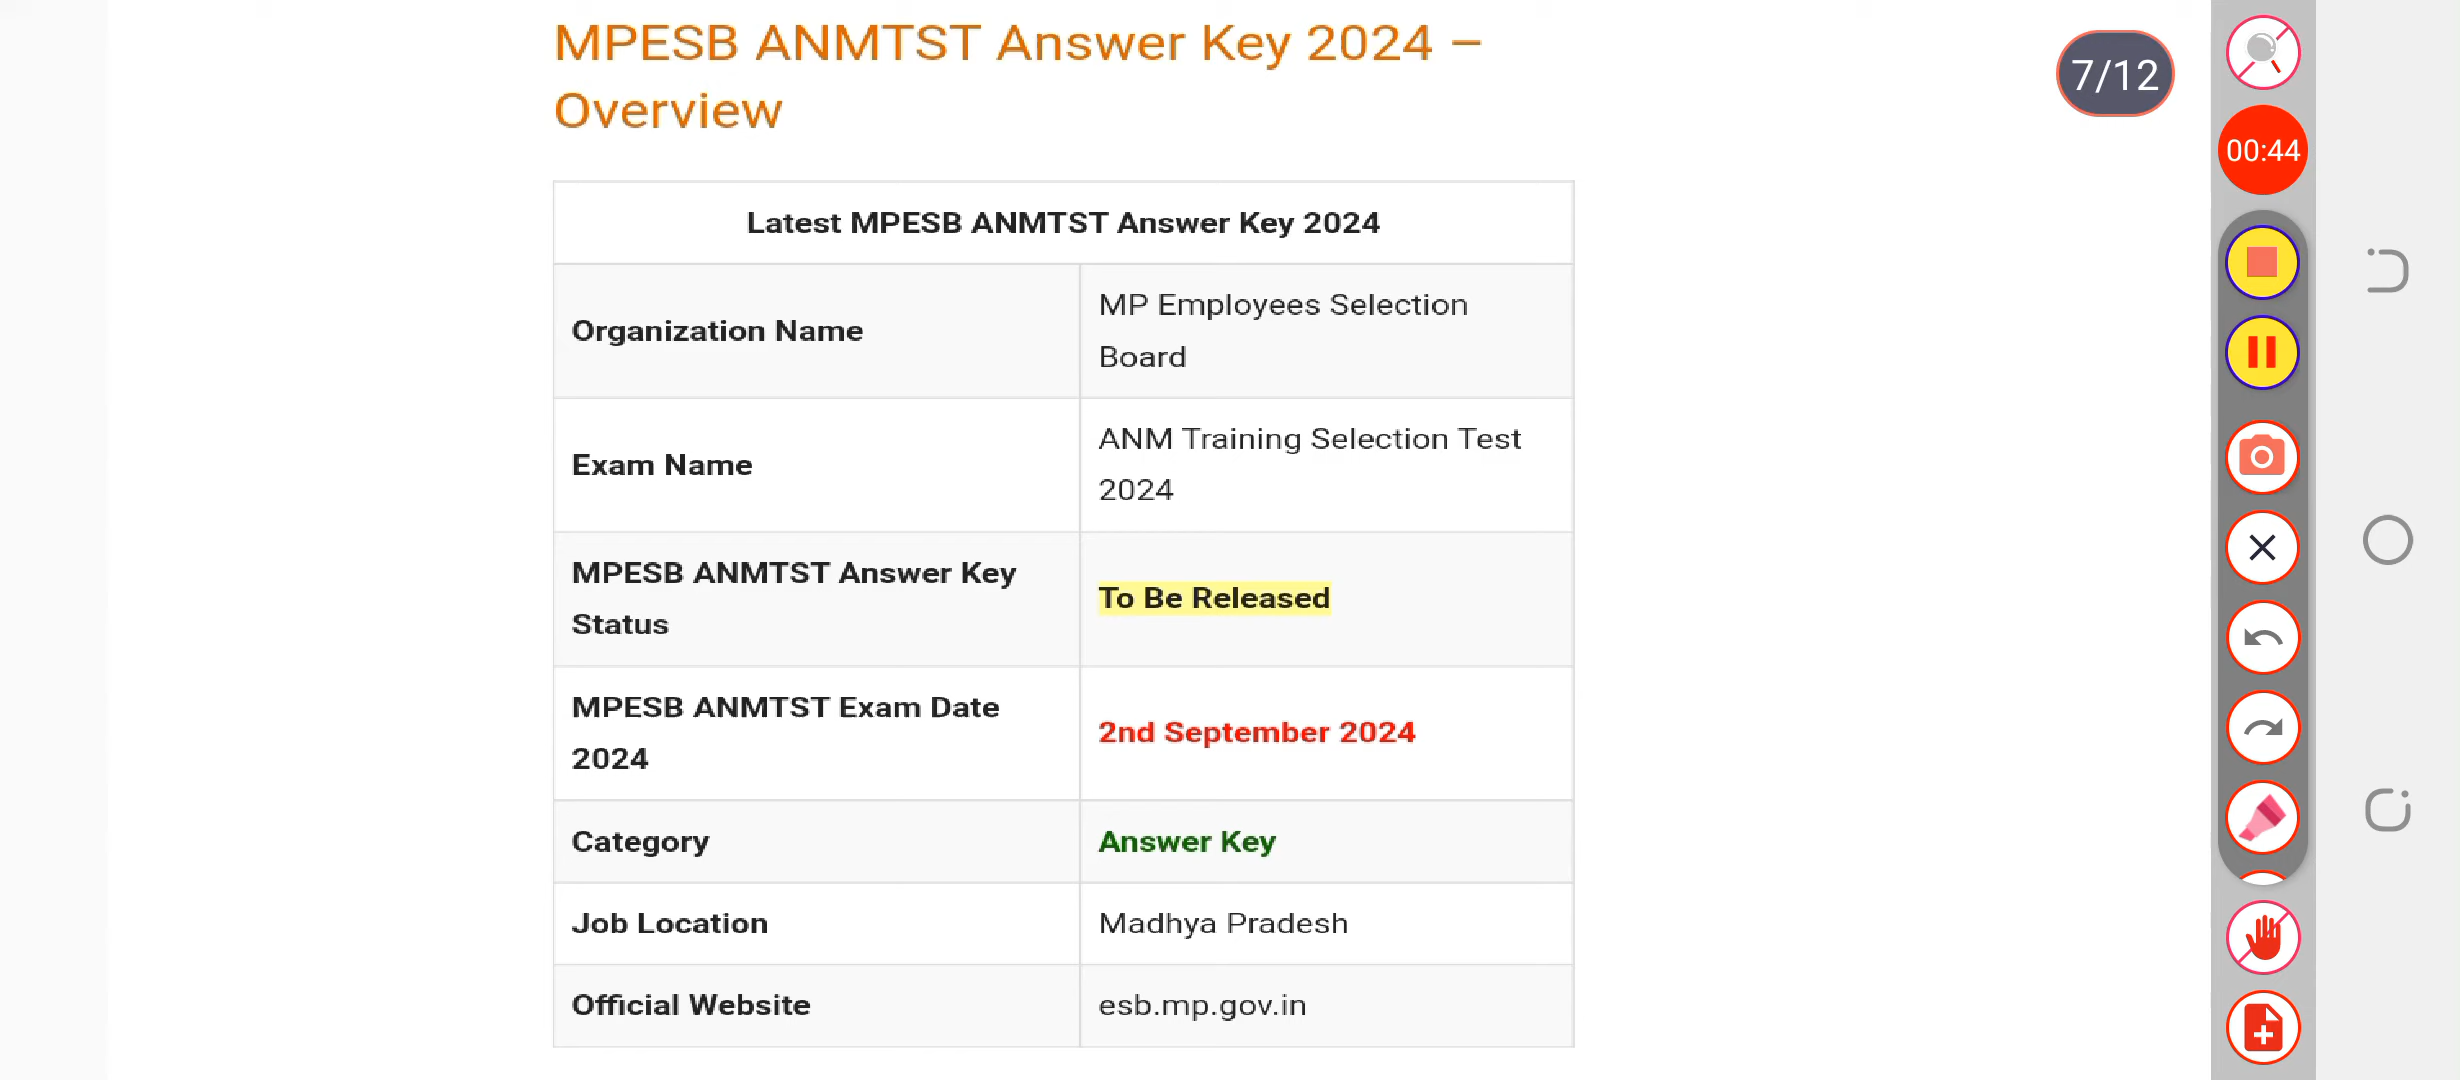 MPESB ANMTST Answer Key 2024 –
Overview
7/12
00:44
Latest MPESB ANMTST Answer Key 2024
Organization Name
MP Employees Selection
Board
Exam Name
ANM Training Selection Test
2024
MPESB ANMTST Answer Key
Status
To Be Released
MPESB ANMTST Exam Date
2024
2nd September 2024
Category
Answer Key
Job Location
Madhya Pradesh
Official Website
esb.mp.gov.in